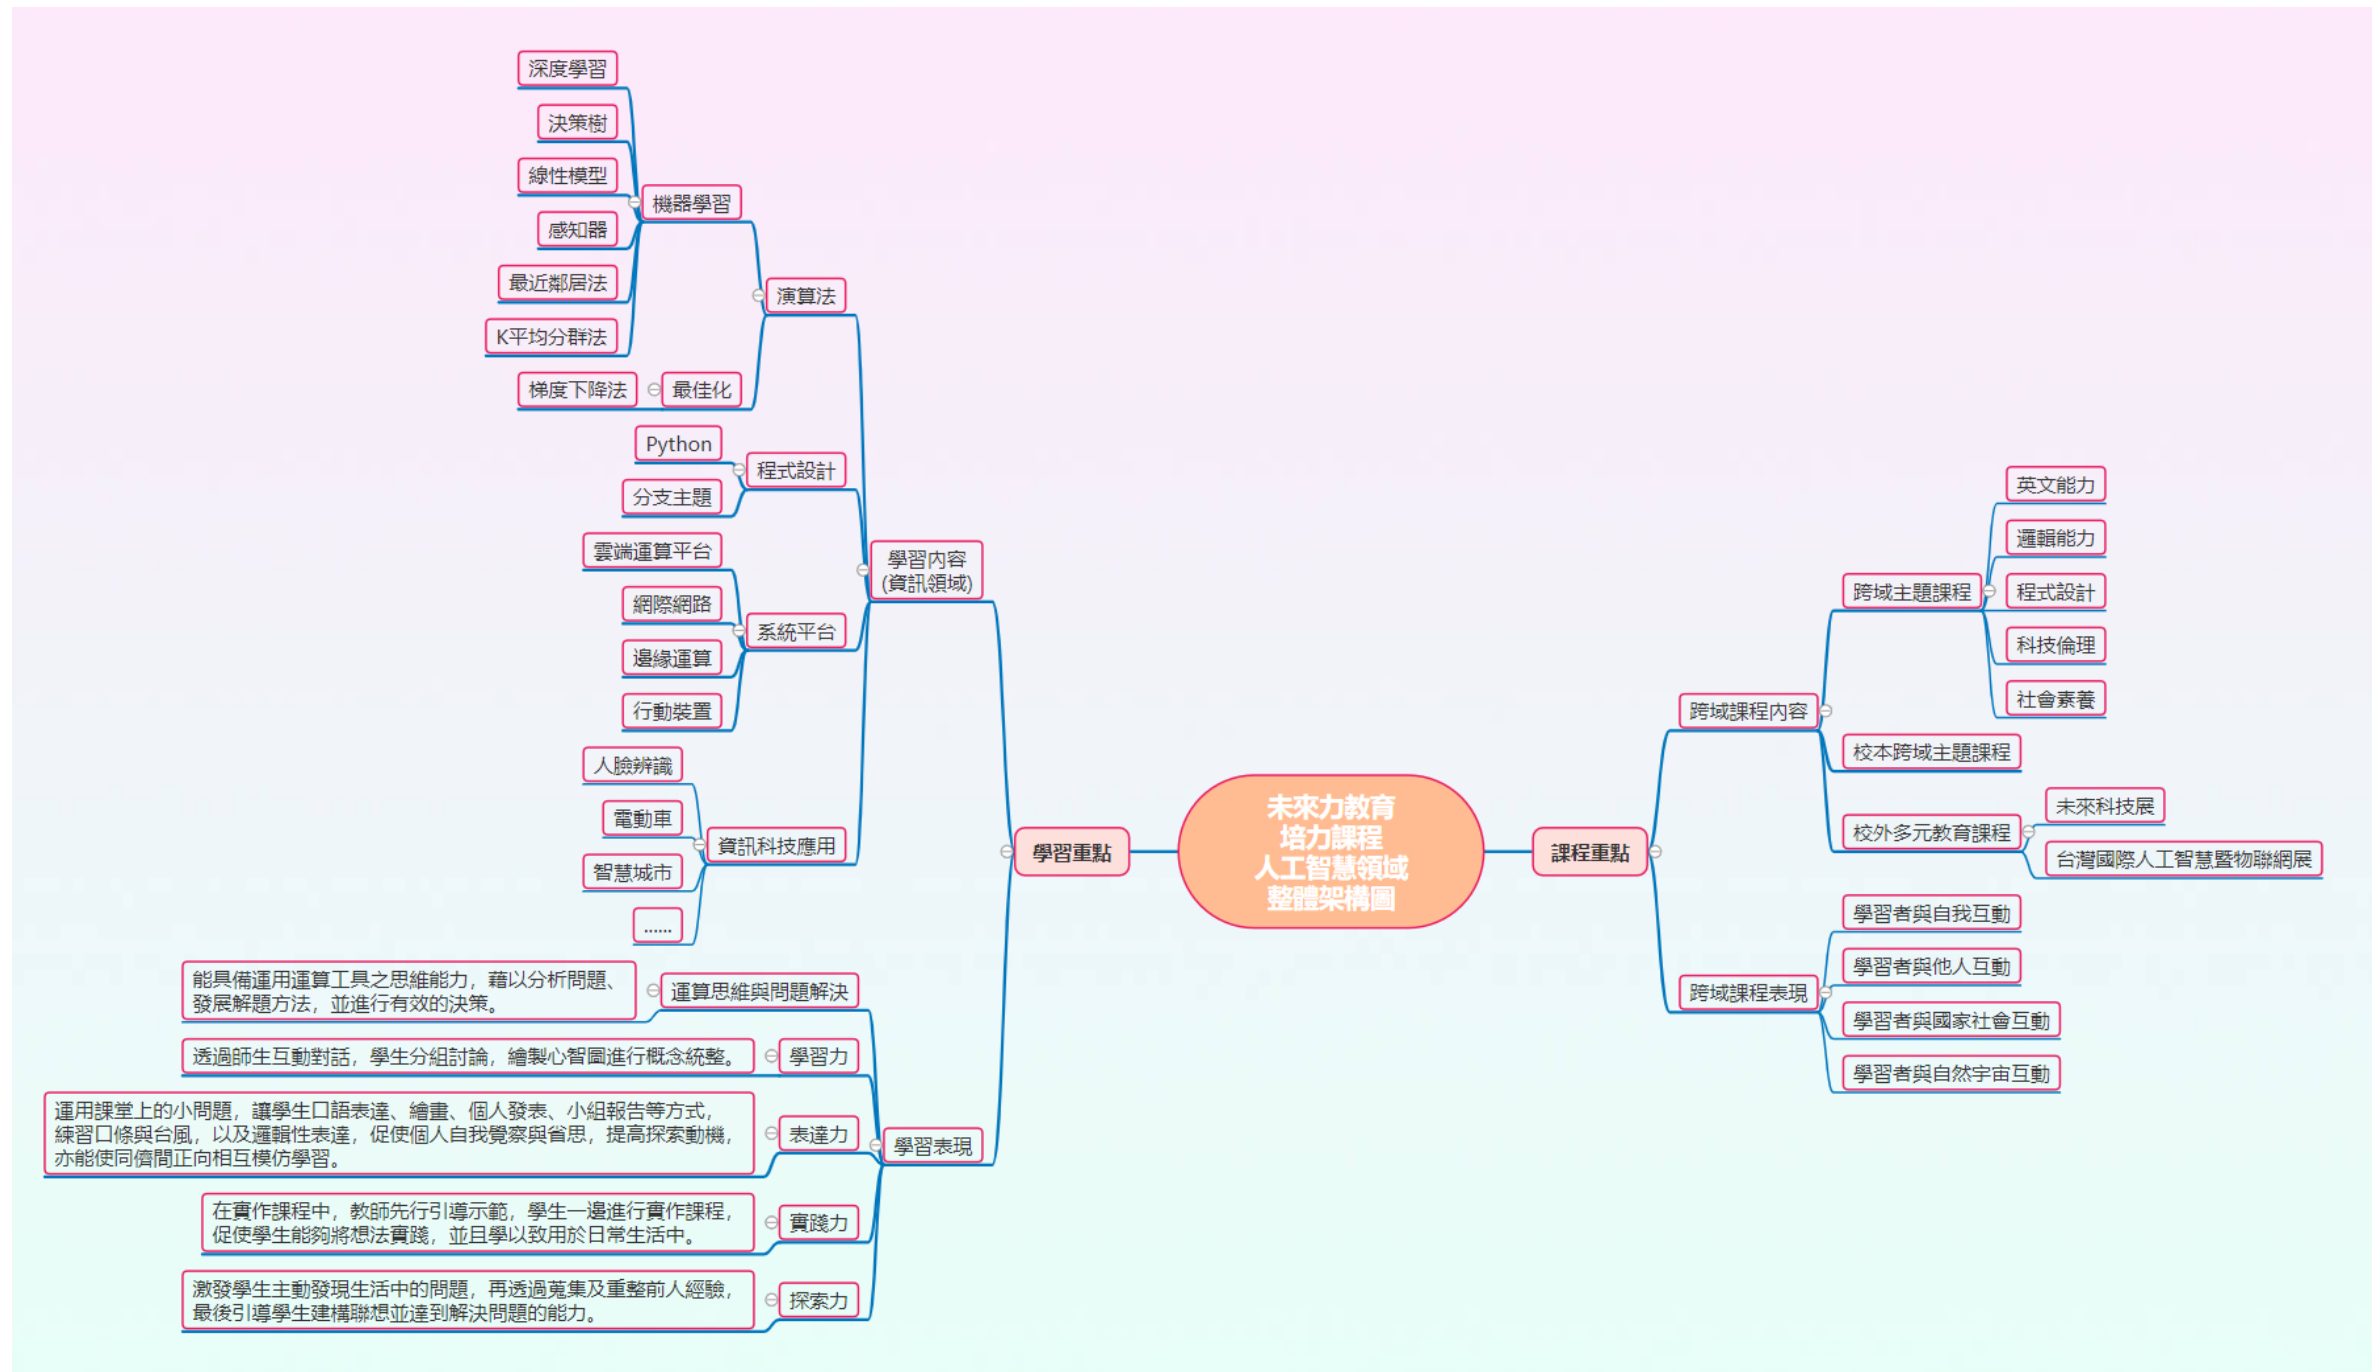 未來力教育
培力課程
人工智慧領域
整體架構圖
學習重點
學習內容
(資訊領域)
演算法
機器學習
深度學習
決策樹
線性模型
感知器
最近鄰居法
K平均分群法
最佳化
梯度下降法
程式設計
Python
分支主題
系統平台
雲端運算平台
網際網路
邊緣運算
行動裝置
資訊科技應用
人臉辨識
電動車
智慧城市
......
學習表現
運算思維與問題解決
能具備運用運算工具之思維能力，藉以分析問題、
發展解題方法，並進行有效的決策。
學習力
透過師生互動對話，學生分組討論，繪製心智圖進行概念統整。
表達力
運用課堂上的小問題，讓學生口語表達、繪畫、個人發表、小組報告等方式，
練習口條與台風，以及邏輯性表達，促使個人自我覺察與省思，提高探索動機，
亦能使同儕間正向相互模仿學習。
實踐力
在實作課程中，教師先行引導示範，學生一邊進行實作課程，
促使學生能夠將想法實踐，並且學以致用於日常生活中。
探索力
激發學生主動發現生活中的問題，再透過蒐集及重整前人經驗，
最後引導學生建構聯想並達到解決問題的能力。
課程重點
跨域課程內容
跨域主題課程
英文能力
邏輯能力
程式設計
科技倫理
社會素養
校本跨域主題課程
校外多元教育課程
未來科技展
台灣國際人工智慧暨物聯網展
跨域課程表現
學習者與自我互動
學習者與他人互動
學習者與國家社會互動
學習者與自然宇宙互動